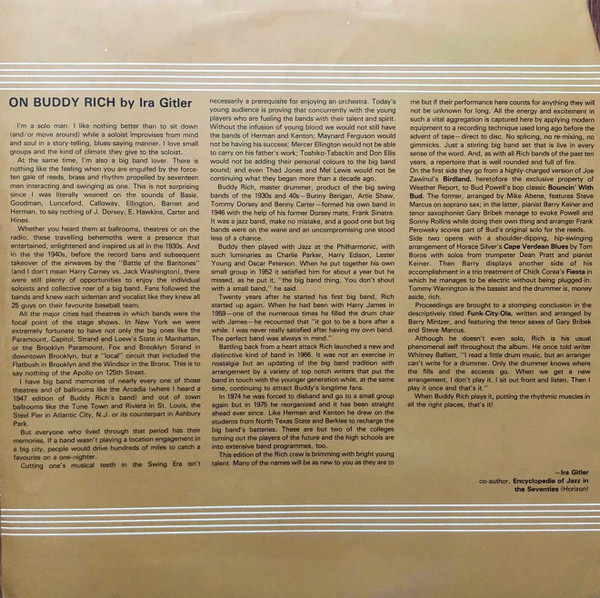 ON BUDDY RICH by Ira Gitler
I'm a solo man. I like nothing better than to sit down
(and/or move around) while a soloist improvises from mind
and soul in a story-telling, blues-saying manner. I love small
groups and the kind of climate they give to the soloist.
At the same time, I'm also a big band lover. There is
nothing like the feeling when you are engulfed by the force-
ten gale of reeds, brass and rhythm propelled by seventeen
men interacting and swinging as one. This is not surprising
since I was literally weaned on the sounds of Basie,
Goodman, Lunceford, Calloway, Ellington, Barnet and
Herman, to say nothing of J. Dorsey, E. Hawkins, Carter and
Hines.
Whether you heard them at ballrooms, theatres or on the
radio, these travelling behemoths were a presence that
entertained, enlightened and inspired us all in the 1930s. And
in the 1940s, before the record bans and subsequent
takeover of the airwaves by the "Battle of the Baritones"
(and I don't mean Harry Carney vs. Jack Washington), there
were still plenty of opportunities to enjoy the individual
soloists and collective roar of a big band. Fans followed the
bands and knew each sideman and vocalist like they knew all
25 guys on their favourite baseball team.
All the major cities had theatres in which bands were the
focal point of the stage shows. In New York we were
extremely fortunate to have not only the big ones like the
Paramount, Capitol, Strand and Loew's State in Manhattan,
or the Brooklyn Paramount, Fox and Brooklyn Strand in
downtown Brooklyn, but a "local" circuit that included the
Flatbush in Brooklyn and the Windsor in the Bronx. This is to
say nothing of the Apollo on 125th Street.
I have big band memories of nearly every one of those
theatres and of ballrooms like the Arcadia (where I heard a
1947 edition of Buddy Rich's band) and out of town
ballrooms like the Tune Town and Riviera in St. Louis, the
Steel Pier in Atlantic City, N.J. or its counterpart in Ashbury
Park.
But everyone who lived through that period has their
memories. If a band wasn't playing a location engagement in
a big city, people would drive hundreds of miles to catch a
favourite on a one-nighter.
Cutting one's musical teeth in the Swing Era isn't
necessarily a prerequisite for enjoying an orchestra. Today's
young audience is proving that concurrently with the young
players who are fueling the bands with their talent and spirit.
Without the infusion of young blood we would not still have
the bands of Herman and Kenton; Maynard Ferguson would
not be having his success; Mercer Ellington would not be able
to carry on his father's work; Toshiko-Tabackin and Don Ellis
would not be adding their personal colours to the big band
sound; and even Thad Jones and Mel Lewis would not be
continuing what they began more than a decade ago.
Buddy Rich, master drummer, product of the big swing
bands of the 1930s and 40s – Bunny Berigan, Artie Shaw,
Tommy Dorsey and Benny Carter – formed his own band in
1946 with the help of his former Dorsey mate, Frank Sinatra.
It was a jazz band, make no mistake, and a good one but big
bands were on the wane and an uncompromising one stood
less of a chance.
Buddy then played with Jazz at the Philharmonic, with
such luminaries as Charlie Parker, Harry Edison, Lester
Young and Oscar Peterson. When he put together his own
small group in 1952 it satisfied him for about a year but he
missed, as he put it, "the big band thing. You don't shout
with a small band," he said.
Twenty years after he started his first big band, Rich
started up again. When he had been with Harry James in
1959 – one of the numerous times he filled the drum chair
with James – he recounted that "it got to be a bore after a
while. I was never really satisfied after having my own band.
The perfect band was always in mind."
Battling back from a heart attack Rich launched a new and
distinctive kind of band in 1966. It was not an exercise in
nostalgia but an updating of the big band tradition with
arrangement by a variety of top notch writers that put the
band in touch with the younger generation while, at the same
time, continuing to attract Buddy's longtime fans.
In 1974 he was forced to disband and go to a small group
again but in 1975 he reorganized and it has been straight
ahead ever since. Like Herman and Kenton he drew on the
students from North Texas State and Berklee to recharge the
big band's batteries. These are but two of the colleges
turning out the players of the future and the high schools are
into extensive band programmes, too.
This edition of the Rich crew is brimming with bright young
talent. Many of the names will be as new to you as they are to
me but if their performance here counts for anything they will
not be unknown for long. All the energy and excitement in
such a vital aggregation is captured here by applying modern
equipment to a recording technique used long ago before the
advent of tape – direct to disc. No splicing, no re-mixing, no
gimmicks. Just a stirring big band set that is live in every
sense of the word. And, as with all Rich bands of the past ten
years, a repertoire that is well rounded and full of fire.
On the first side they go from a highly-charged version of Joe
Zawinul's Birdland, heretofore the exclusive property of
Weather Report, to Bud Powell's bop classic Bouncin' With
Bud. The former, arranged by Mike Abene, features Steve
Marcus on soprano sax; in the latter, pianist Barry Keiner and
tenor saxophonist Gary Bribek manage to evoke Powell and
Sonny Rollins while doing their own thing and arranger Frank
Perowsky scores part of Bud's original solo for the reeds.
Side two opens with a shoulder-dipping, hip-swinging
arrangement of Horace Silver's Cape Verdean Blues by Tom
Boros with solos from trumpeter Dean Pratt and pianist
Keiner. Then Barry displays another side of his
accomplishment in a trio treatment of Chick Corea's Fiesta in
which he manages to be electric without being plugged-in.
Tommy Warrington is the bassist and the drummer is, money
aside, rich.
Proceedings are brought to a stomping conclusion in the
descriptively titled Funk-City-Ola, written and arranged by
Barry Mintzer, and featuring the tenor saxes of Gary Bribek
and Steve Marcus.
Although he doesn't even solo, Rich is his usual
phenomenal self throughout the album. He once told writer
Whitney Balliett, "I read a little drum music, but an arranger
can't write for a drummer. Only the drummer knows where
the fills and the accents go. When we get a new
arrangement, I don't play it. I sit out front and listen. Then I
play it once and that's it."
When Buddy Rich plays it, putting the rhythmic muscles in
all the right places, that's it!
—Ira Gitler
co-author, Encyclopedia of Jazz in
the Seventies (Horizon)